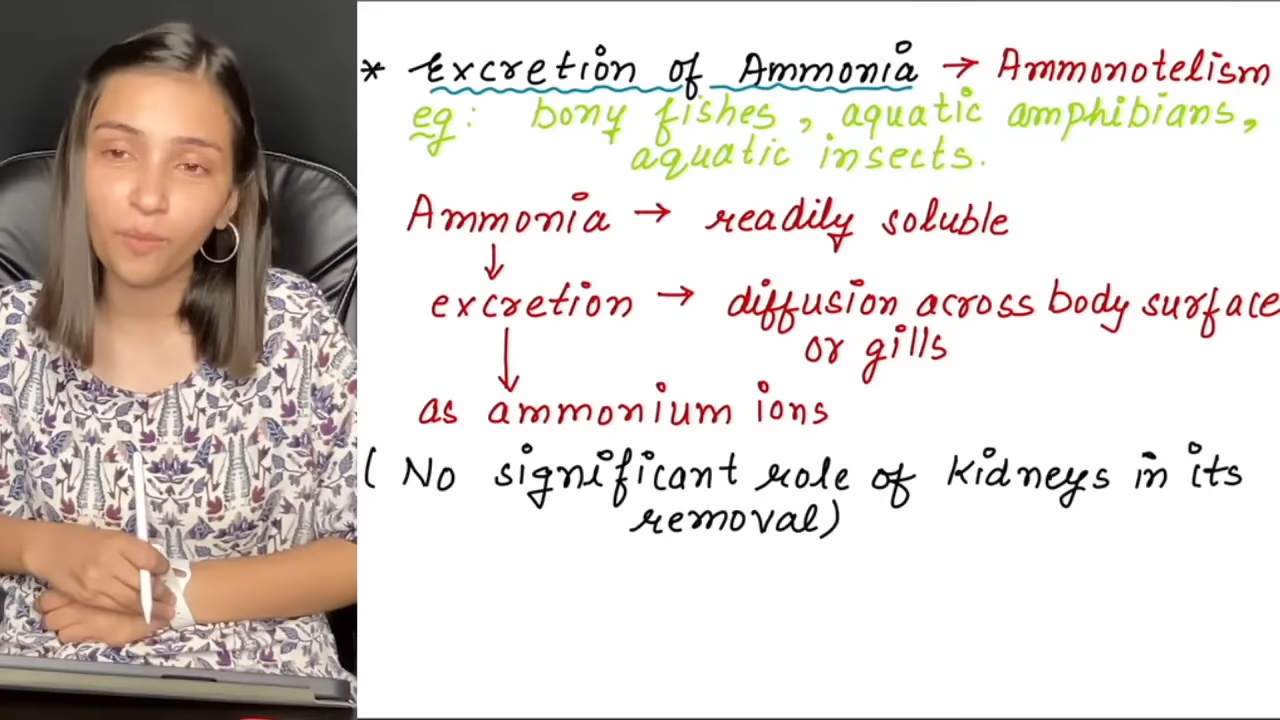 * Excretion of Ammonia → Ammonotelism
eg: bony fishes, aquatic amphibians,
aquatic insects.
Ammonia → readily soluble
↓
excretion → diffusion across body surface
or gills
↓
as ammonium ions
( No significant role of kidneys in its
removal)